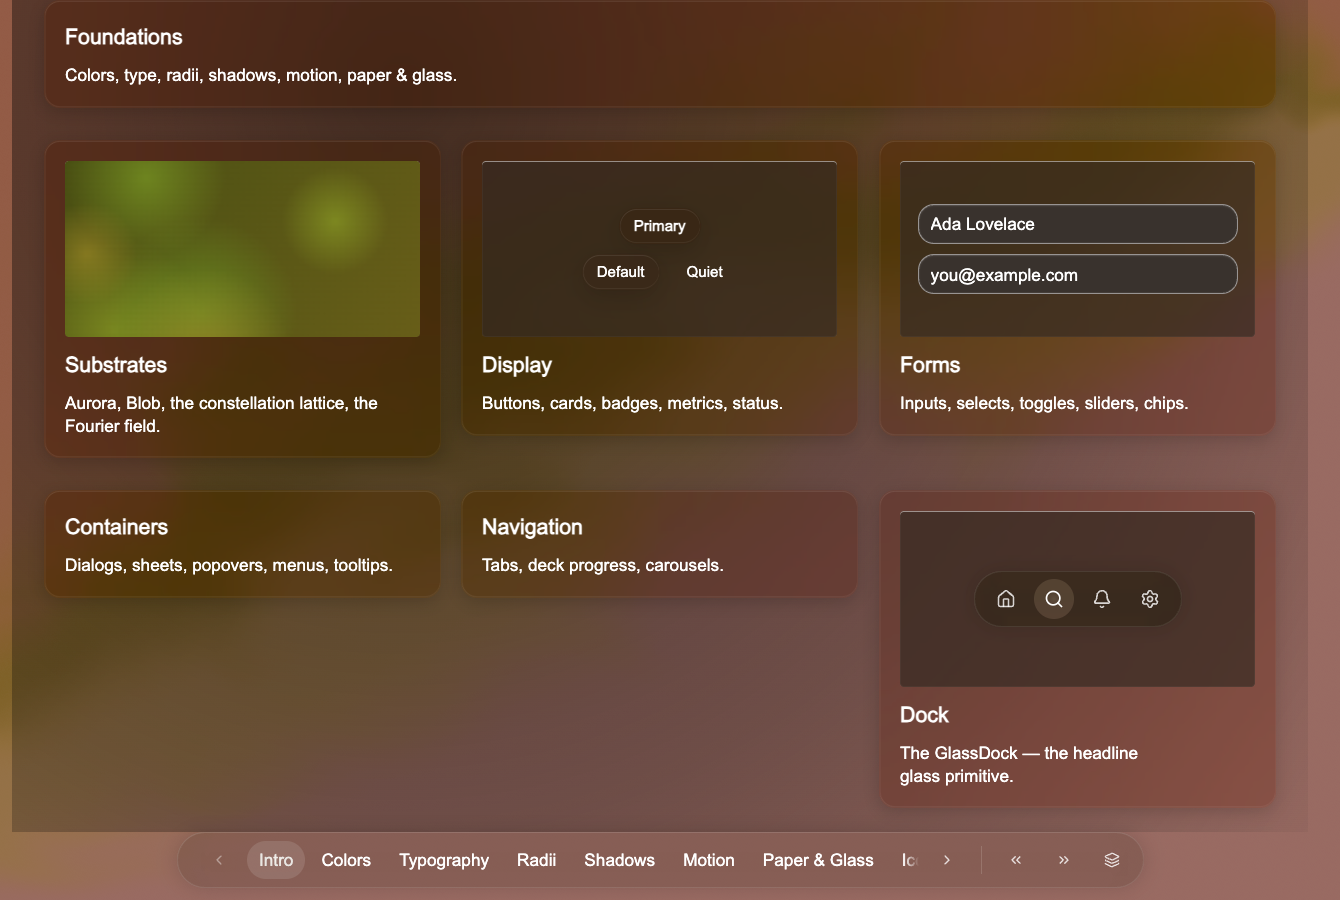 Foundations
Colors, type, radii, shadows, motion, paper & glass.
Substrates
Aurora, Blob, the constellation lattice, the
Fourier field.
Primary
Default
Quiet
Display
Buttons, cards, badges, metrics, status.
Ada Lovelace
you@example.com
Forms
Inputs, selects, toggles, sliders, chips.
Containers
Dialogs, sheets, popovers, menus, tooltips.
Navigation
Tabs, deck progress, carousels.
Dock
The GlassDock — the headline
glass primitive.
Intro Colors Typography Radii Shadows Motion Paper & Glass